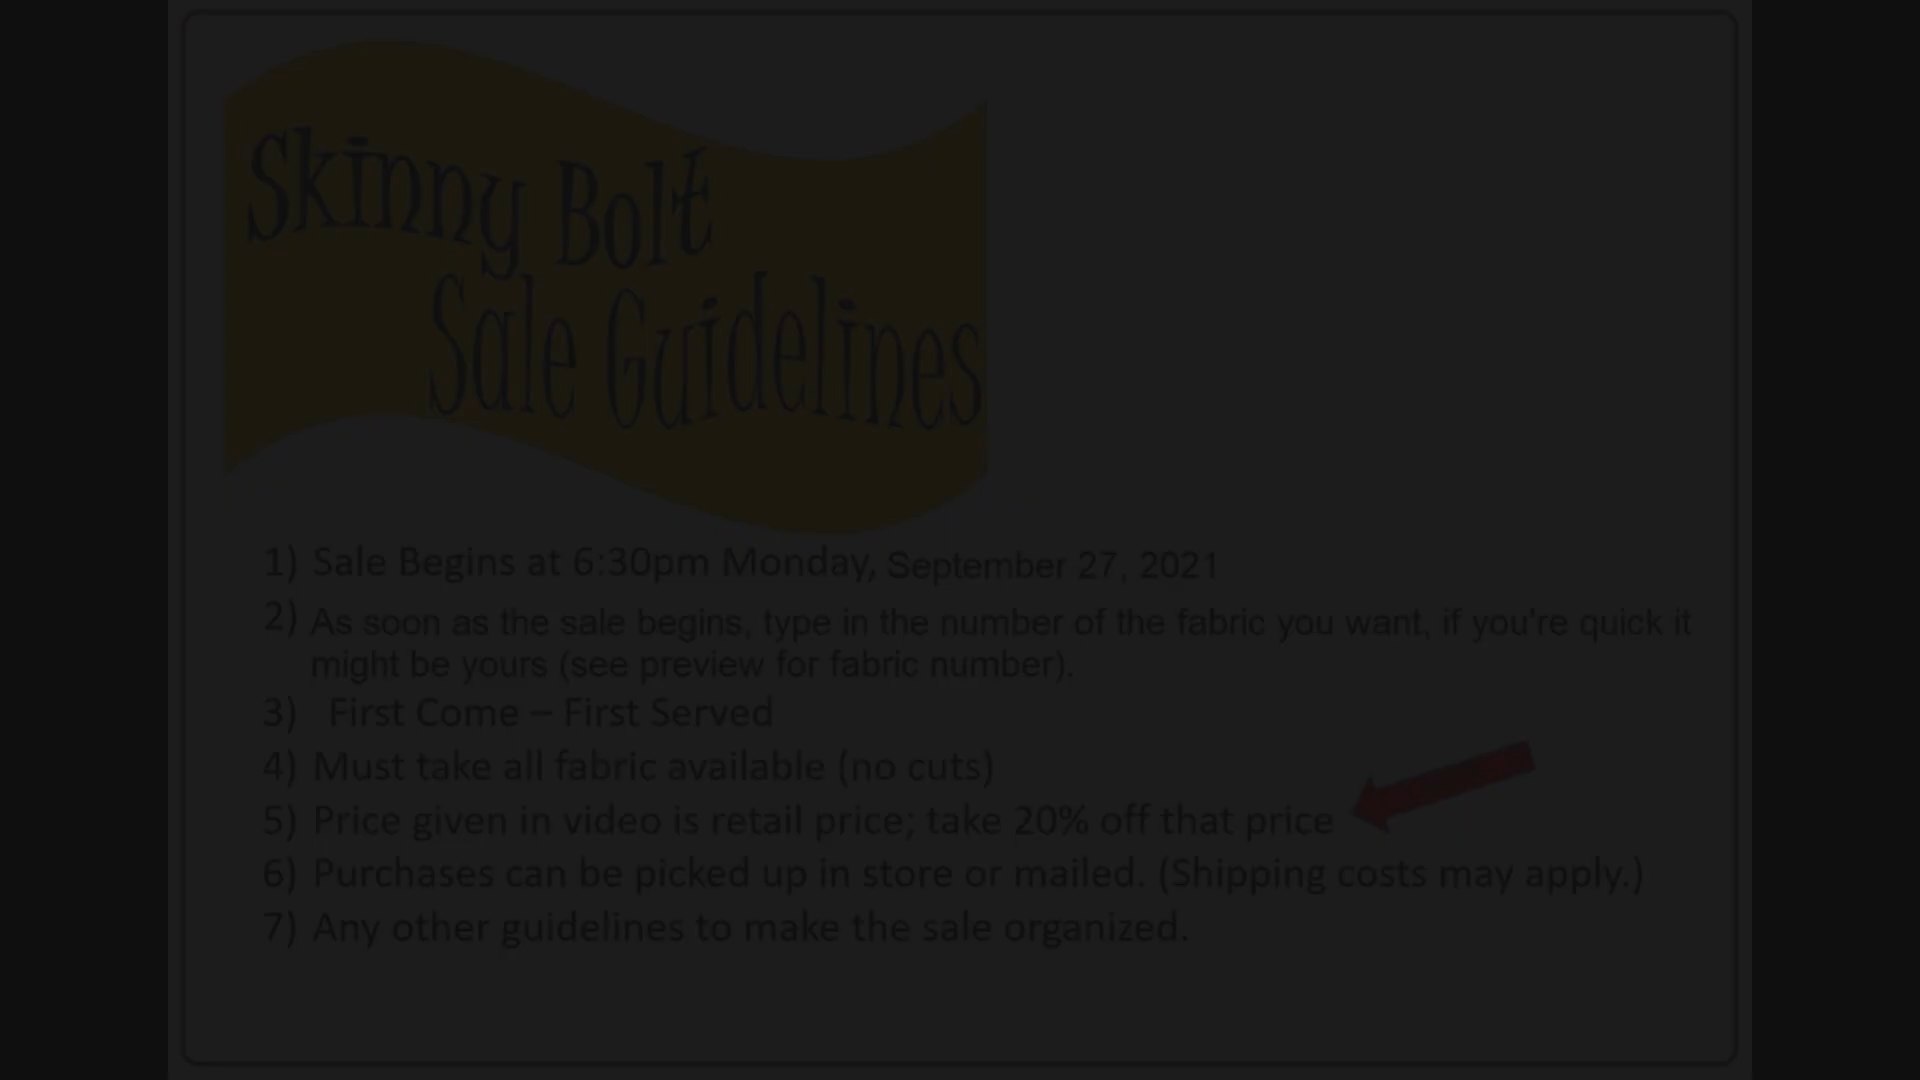 Skinny Bolt
Sale Guidelines
1) Sale Begins at 6:30pm Monday, September 27, 2021
2) As soon as the sale begins, type in the number of the fabric you want, if you're quick it
might be yours (see preview for fabric number).
3) First Come – First Served
4) Must take all fabric available (no cuts)
5) Price given in video is retail price; take 20% off that price
6) Purchases can be picked up in store or mailed. (Shipping costs may apply.)
7) Any other guidelines to make the sale organized.